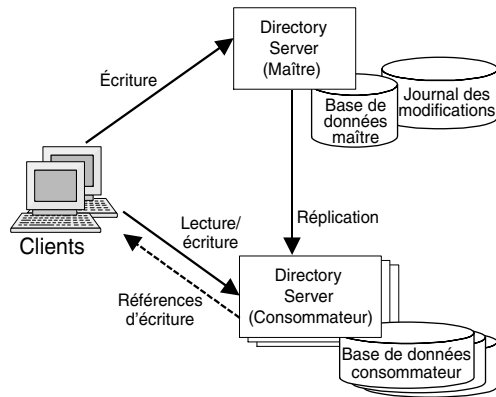 Directory
Server
(Maître)
Écriture
Base de
données
maître
Journal des
modifications
Clients
Lecture/
écriture
Réplication
Références
d'écriture
Directory
Server
(Consommateur)
Base de données
consommateur